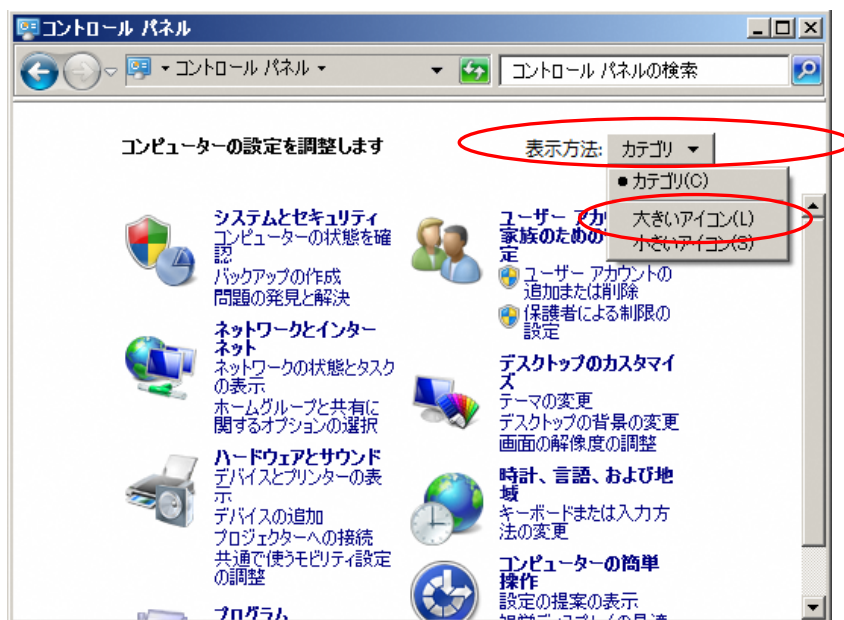 コントロール パネル
コントロール パネル
コントロール パネルの検索
コンピューターの設定を調整します
表示方法: カテゴリ
カテゴリ(C)
大きいアイコン(L)
小さいアイコン(S)
システムとセキュリティ
コンピューターの状態を確
認
バックアップの作成
問題の発見と解決
ネットワークとインター
ネット
ネットワークの状態とタスク
の表示
ホームグループと共有に
関するオプションの選択
ハードウェアとサウンド
デバイスとプリンターの表
示
デバイスの追加
プロジェクターへの接続
共通で使うモビリティ設定
の調整
プログラム
ユーザー アカ
家族のための
定
ユーザー アカウントの
追加または削除
保護者による制限の
設定
デスクトップのカスタマイ
ズ
テーマの変更
デスクトップの背景の変更
画面の解像度の調整
時計、言語、および地
域
キーボードまたは入力方
法の変更
コンピューターの簡単
操作
設定の提案の表示